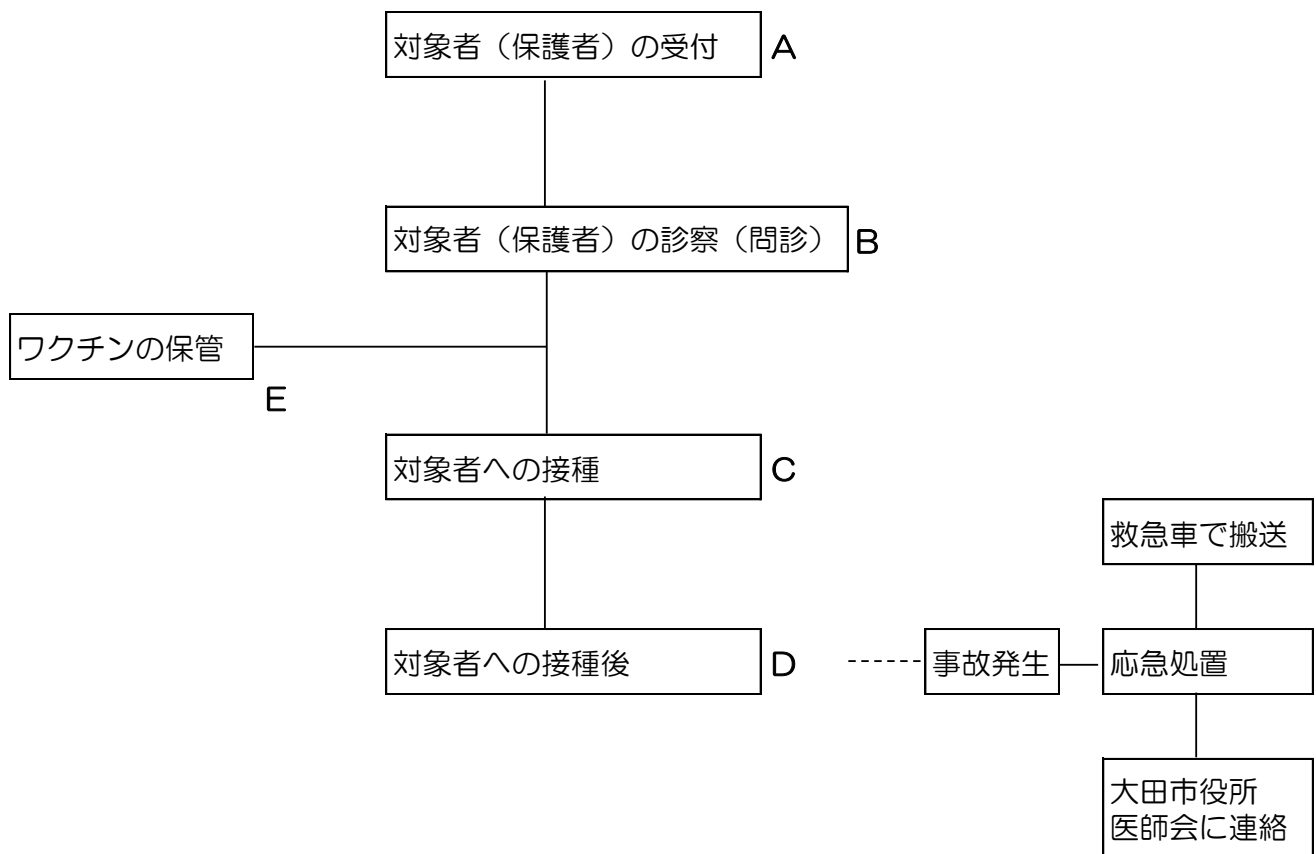 対象者（保護者）の受付
A
対象者（保護者）の診察（問診）
B
ワクチンの保管
E
対象者への接種
C
救急車で搬送
対象者への接種後
D
事故発生
応急処置
大田市役所
医師会に連絡